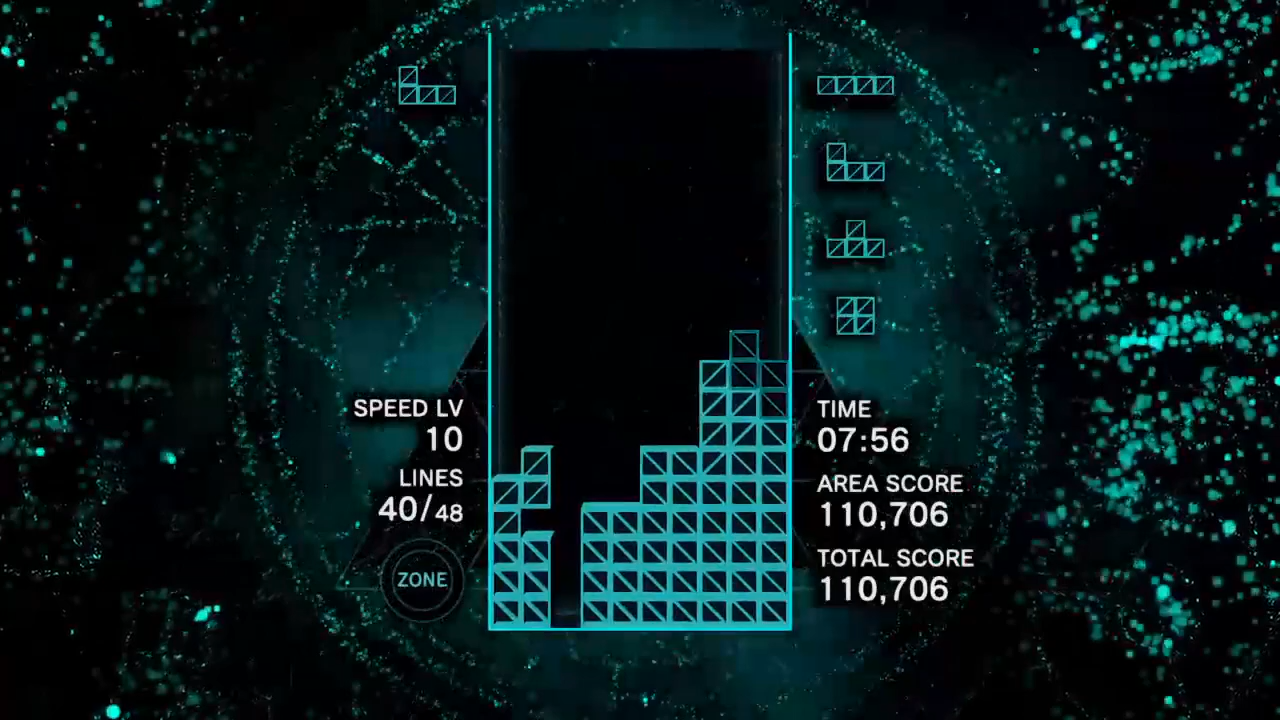 SPEED LV
10
LINES
40/48
ZONE
TIME
07:56
AREA SCORE
110,706
TOTAL SCORE
110,706